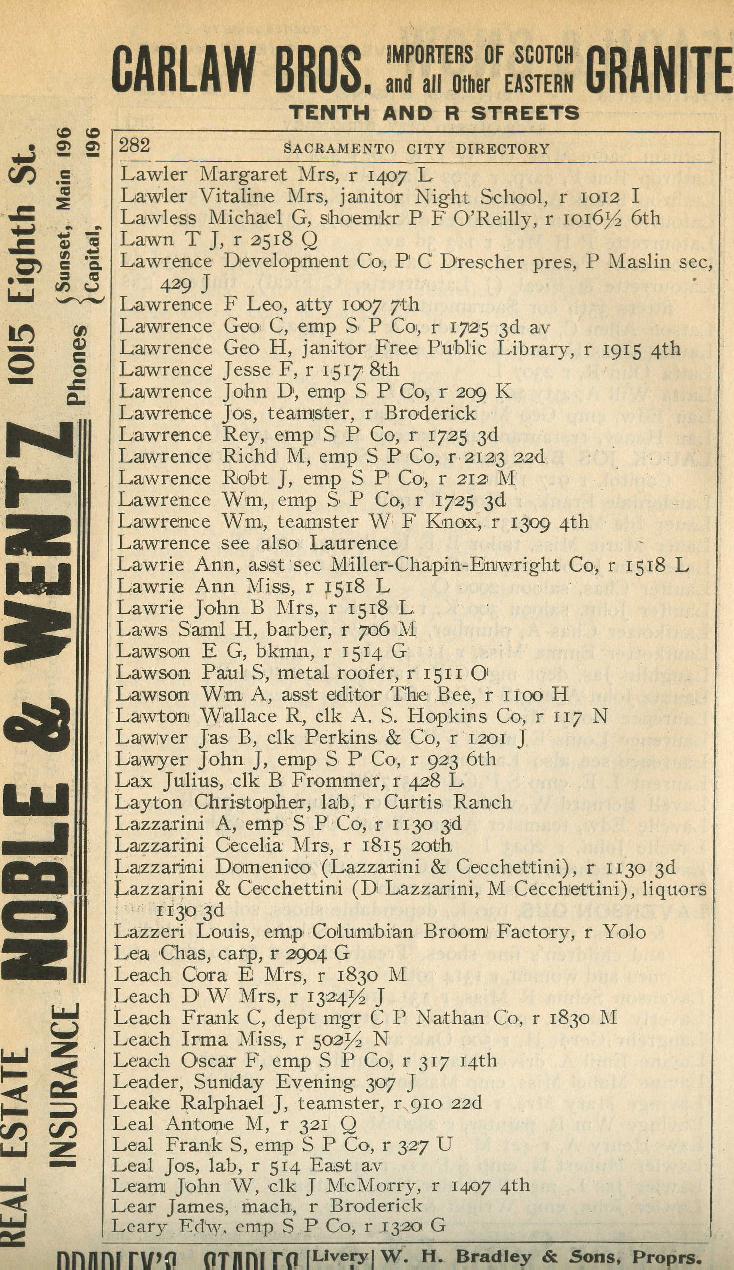 CARLAW BROS. IMPORTERS OF SCOTCH and all Other EASTERN GRANITE
TENTH AND R STREETS
282 SACRAMENTO CITY DIRECTORY
Lawler Margaret Mrs, r 1407 L
Lawler Vitaline Mrs, janitor Night School, r 1012 I
Lawless Michael G, shoemkr P F O'Reilly, r 1016½ 6th
Lawn T J, r 2518 Q
Lawrence Development Co, P C Drescher pres, P Maslin sec,
429 J
Lawrence F Leo, atty 1007 7th
Lawrence Geo C, emp S P Co, r 1725 3d av
Lawrence Geo H, janitor Free Public Library, r 1915 4th
Lawrence Jesse F, r 1517 8th
Lawrence John D, emp S P Co, r 209 K
Lawrence Jos, teamster, r Broderick
Lawrence Rey, emp S P Co, r 1725 3d
Lawrence Richd M, emp S P Co, r 2123 22d
Lawrence Robt J, emp S P Co, r 212 M
Lawrence Wm, emp S P Co, r 1725 3d
Lawrence Wm, teamster W F Knox, r 1309 4th
Lawrence see also Laurence
Lawrie Ann, asst sec Miller-Chapin-Enwright Co, r 1518 L
Lawrie Ann Miss, r 1518 L
Lawrie John B Mrs, r 1518 L
Laws Saml H, barber, r 706 M
Lawson E G, bkmn, r 1514 G
Lawson Paul S, metal roofer, r 1511 O
Lawson Wm A, asst editor The Bee, r 1100 H
Lawton Wallace R, clk A. S. Hopkins Co, r 117 N
Lawver Jas B, clk Perkins & Co, r 1201 J
Lawyer John J, emp S P Co, r 923 6th
Lax Julius, clk B Frommer, r 428 L
Layton Christopher, lab, r Curtis Ranch
Lazzarini A, emp S P Co, r 1130 3d
Lazzarini Cecelia Mrs, r 1815 20th
Lazzarini Domenico (Lazzarini & Cecchettini), r 1130 3d
Lazzarini & Cecchettini (D Lazzarini, M Cecchettini), liquors
1130 3d
Lazzeri Louis, emp Columbian Broom Factory, r Yolo
Lea Chas, carp, r 2904 G
Leach Cora E Mrs, r 1830 M
Leach D W Mrs, r 1324½ J
Leach Frank C, dept mgr C P Nathan Co, r 1830 M
Leach Irma Miss, r 502½ N
Leach Oscar F, emp S P Co, r 317 14th
Leader, Sunday Evening 307 J
Leake Ralphael J, teamster, r 910 22d
Leal Antone M, r 321 Q
Leal Frank S, emp S P Co, r 327 U
Leal Jos, lab, r 514 East av
Leam John W, clk J McMorry, r 1407 4th
Lear James, mach, r Broderick
Leary Edw, emp S P Co, r 1320 G
REAL ESTATE
INSURANCE
NOBLE & WENTZ
1015 Eighth St.
Phones {Sunset, Main 196
{Capital, 196
BRADLEY'S STABLES Livery W. H. Bradley & Sons, Proprs.